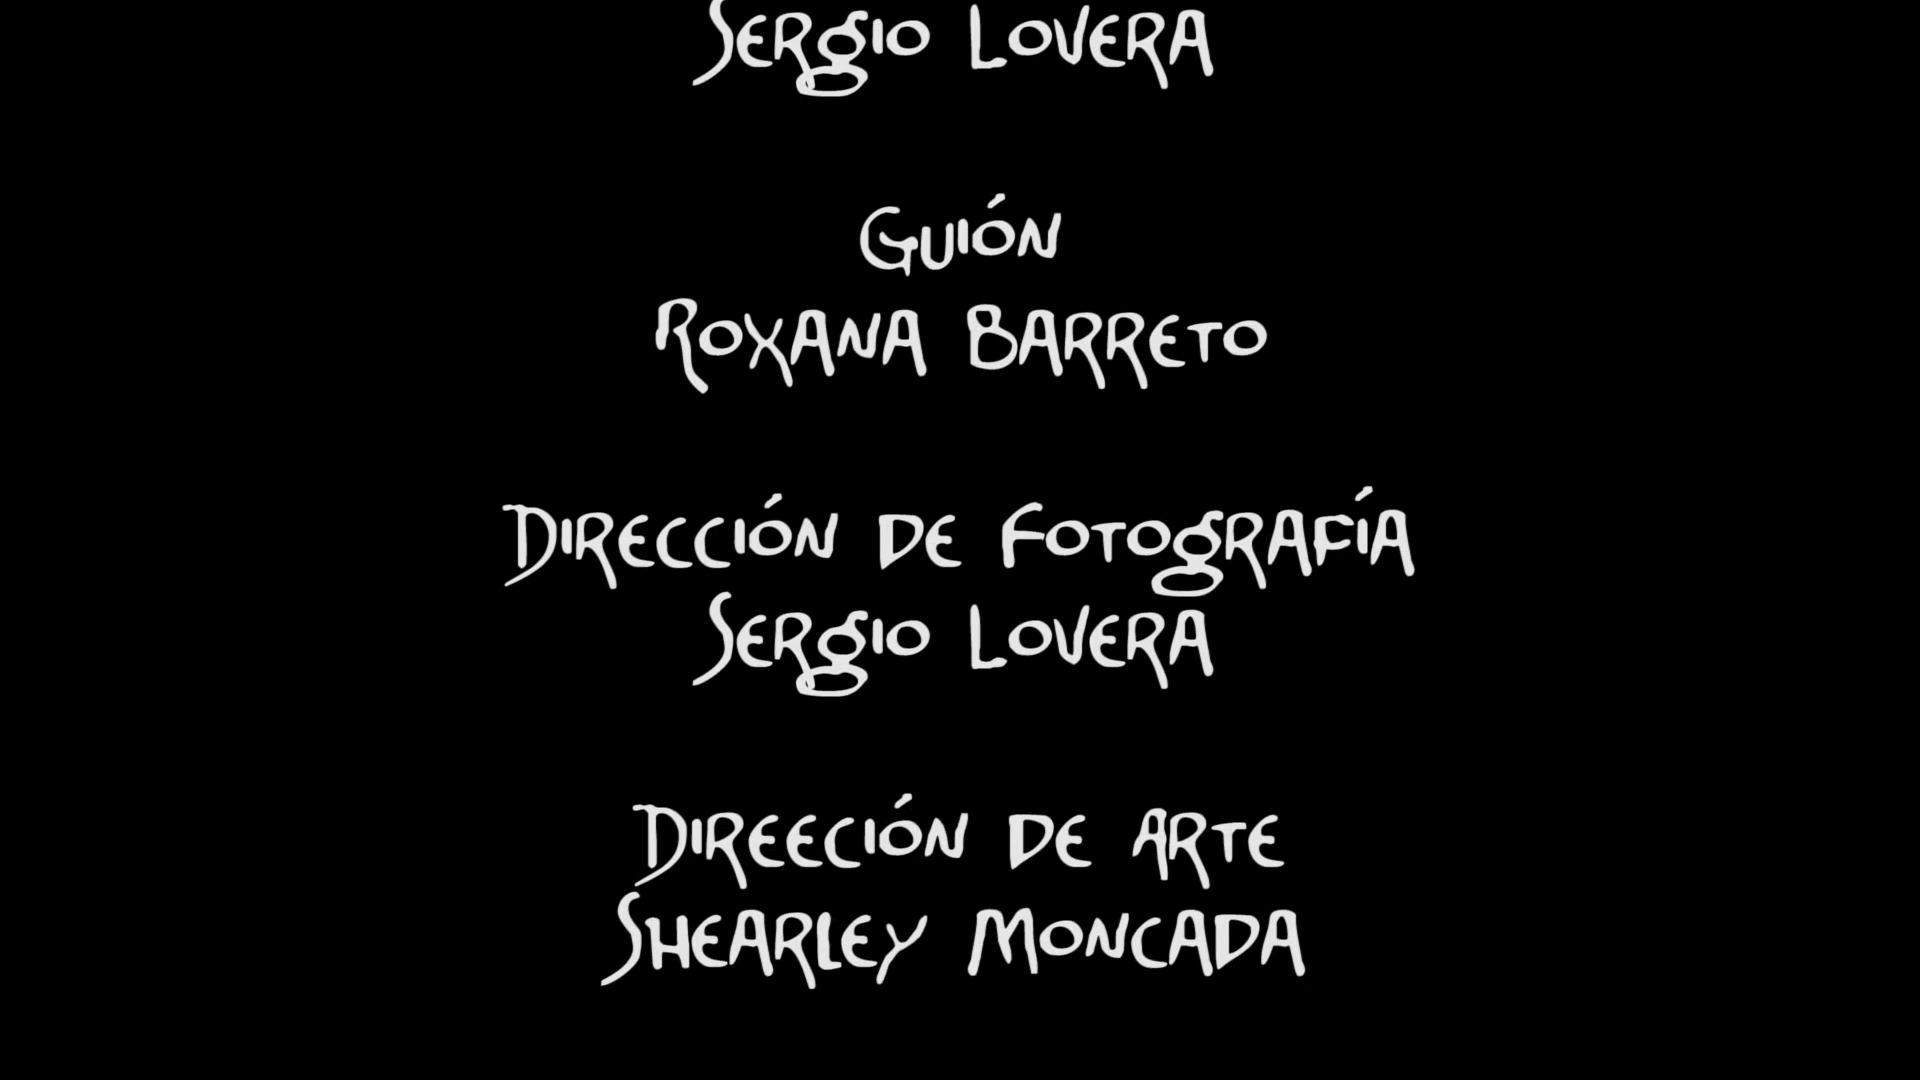 Sergio Lovera
Guión
Roxana Barreto
Dirección de Fotografía
Sergio Lovera
Direeción de Arte
Shearley Moncada